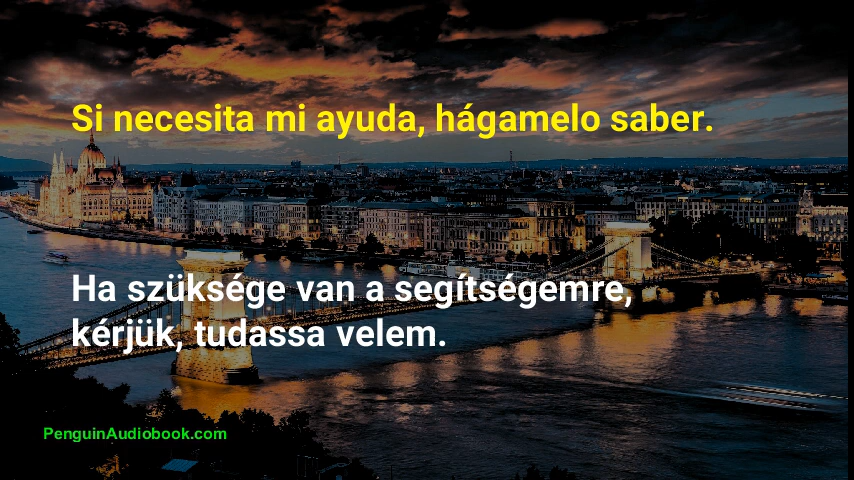 Si necesita mi ayuda, hágamelo saber.
Ha szüksége van a segítségemre,
kérjük, tudassa velem.
PenguinAudiobook.com